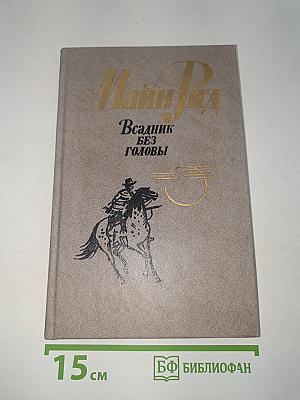 Майн Рид
Всадник
без
головы
15 см
БФ БИБЛИОФАН